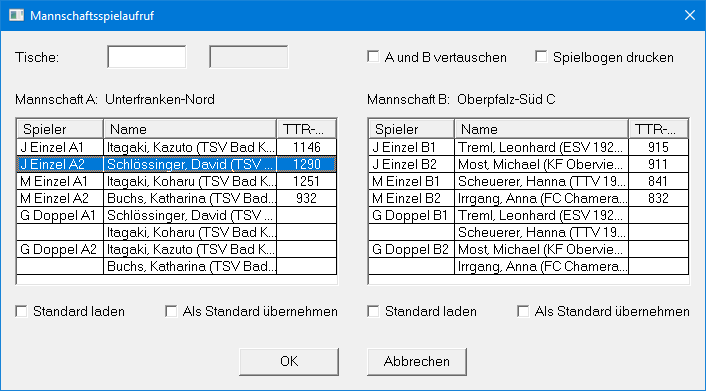 Mannschaftsspielaufruf
Tische:
A und B vertauschen
Spielbogen drucken
Mannschaft A: Unterfranken-Nord
Mannschaft B: Oberpfalz-Süd C
Spieler Name TTR-...
J Einzel A1 Itagaki, Kazuto (TSV Bad K... 1146
J Einzel A2 Schlössinger, David (TSV ... 1290
M Einzel A1 Itagaki, Koharu (TSV Bad K... 1251
M Einzel A2 Buchs, Katharina (TSV Bad... 932
G Doppel A1 Schlössinger, David (TSV ...
Itagaki, Koharu (TSV Bad K...
G Doppel A2 Itagaki, Kazuto (TSV Bad K...
Buchs, Katharina (TSV Bad...
Spieler Name TTR-...
J Einzel B1 Treml, Leonhard (ESV 192... 915
J Einzel B2 Most, Michael (KF Obervie... 911
M Einzel B1 Scheuerer, Hanna (TTV 19... 841
M Einzel B2 Irrgang, Anna (FC Chamera... 832
G Doppel B1 Treml, Leonhard (ESV 192...
Scheuerer, Hanna (TTV 19...
G Doppel B2 Most, Michael (KF Obervie...
Irrgang, Anna (FC Chamera...
Standard laden
Als Standard übernehmen
Standard laden
Als Standard übernehmen
OK
Abbrechen